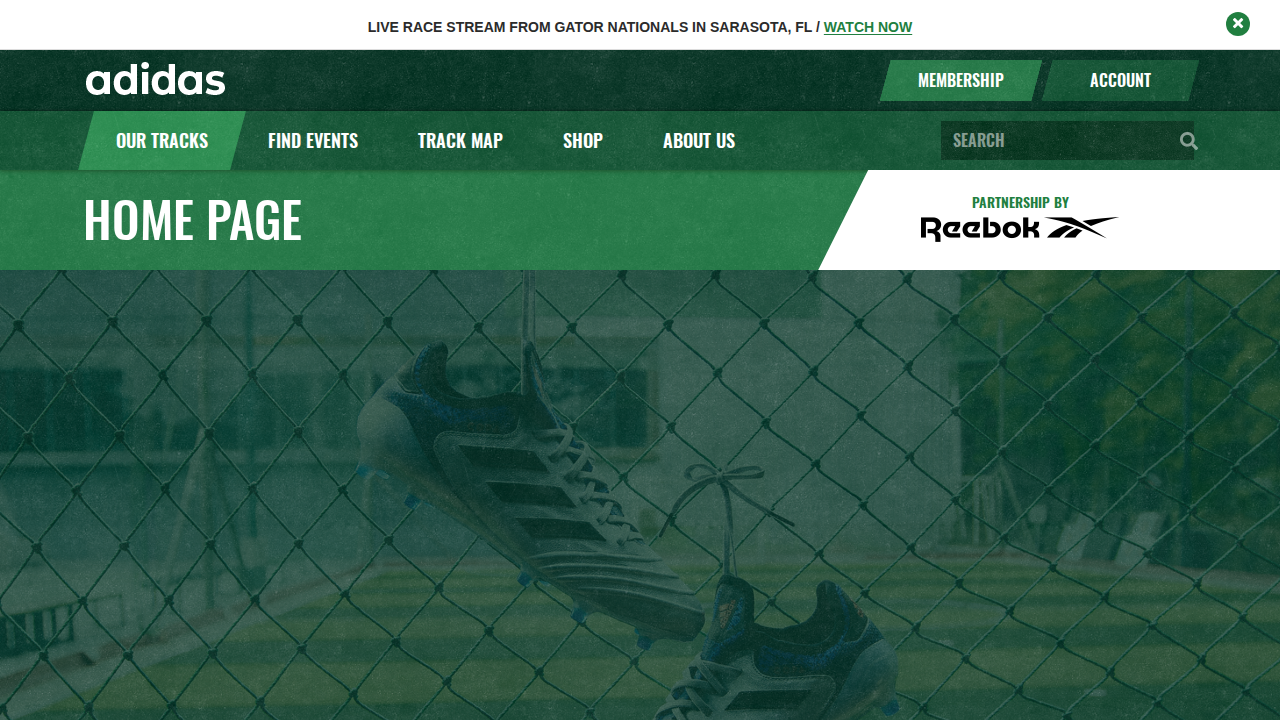 LIVE RACE STREAM FROM GATOR NATIONALS IN SARASOTA, FL / WATCH NOW
adidas
MEMBERSHIP
ACCOUNT
OUR TRACKS
FIND EVENTS
TRACK MAP
SHOP
ABOUT US
SEARCH
HOME PAGE
PARTNERSHIP BY
Reebok